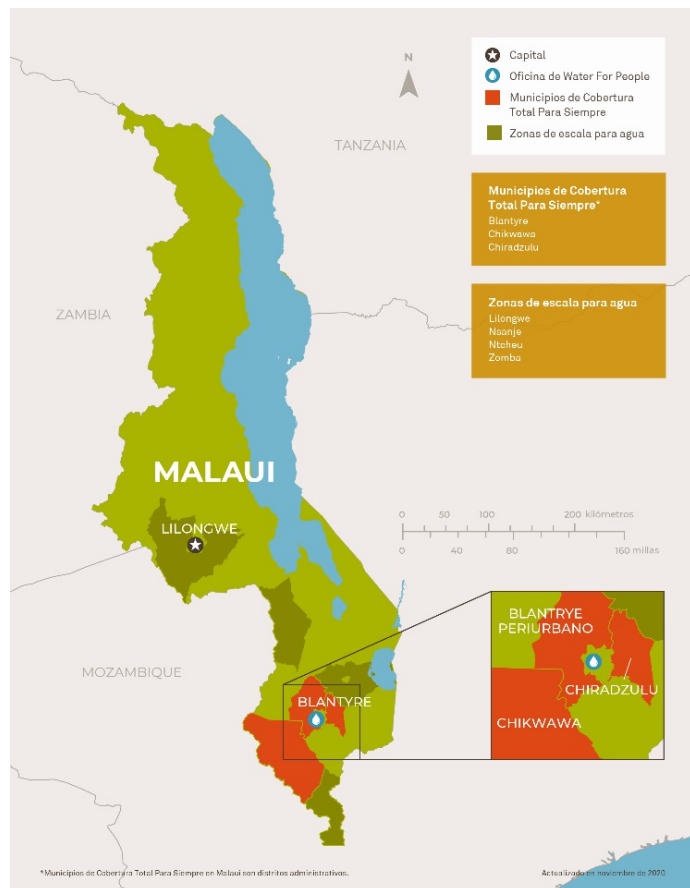 Capital
Oficina de Water For People
Municipios de Cobertura
Total Para Siempre
Zonas de escala para agua
N
TANZANIA
Municipios de Cobertura
Total Para Siempre*
Blantyre
Chikwawa
Chiradzulu
ZAMBIA
Zonas de escala para agua
Lilongwe
Nsanje
Ntcheu
Zomba
MALAUI
LILONGWE
0 50 100 200 kilómetros
0 40 80 160 millas
MOZAMBIQUE
BLANTYRE
BLANTRYE
PERIURBANO
CHIRADZULU
CHIKWAWA
*Municipios de Cobertura Total Para Siempre en Malaui son distritos administrativos.
Actualizado en noviembre de 2020